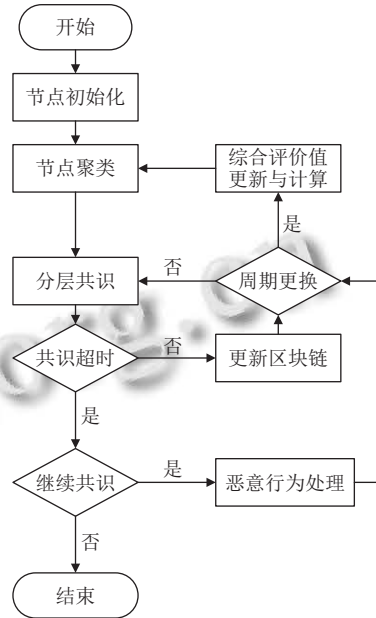 开始
节点初始化
节点聚类
综合评价值
更新与计算
是
分层共识
否
周期更换
共识超时
否
更新区块链
是
继续共识
是
恶意行为处理
否
结束